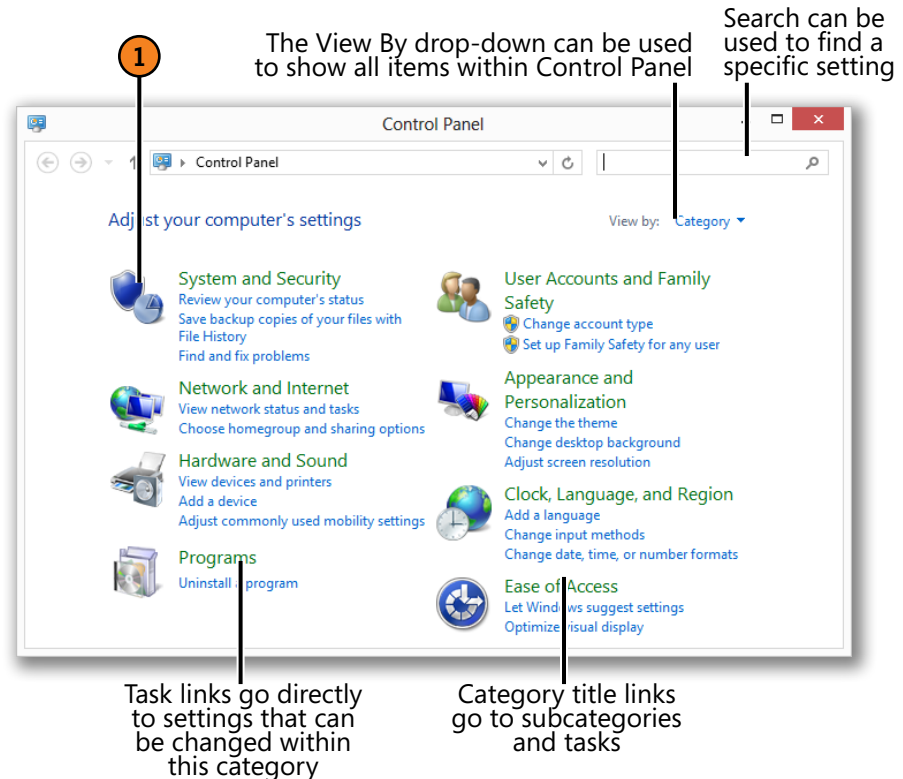 1
The View By drop-down can be used
to show all items within Control Panel
Search can be
used to find a
specific setting
Control Panel
Control Panel
Adjust your computer's settings
View by: Category
System and Security
Review your computer's status
Save backup copies of your files with
File History
Find and fix problems
Network and Internet
View network status and tasks
Choose homegroup and sharing options
Hardware and Sound
View devices and printers
Add a device
Adjust commonly used mobility settings
Programs
Uninstall a program
User Accounts and Family
Safety
Change account type
Set up Family Safety for any user
Appearance and
Personalization
Change the theme
Change desktop background
Adjust screen resolution
Clock, Language, and Region
Add a language
Change input methods
Change date, time, or number formats
Ease of Access
Let Windows suggest settings
Optimize visual display
Task links go directly
to settings that can
be changed within
this category
Category title links
go to subcategories
and tasks